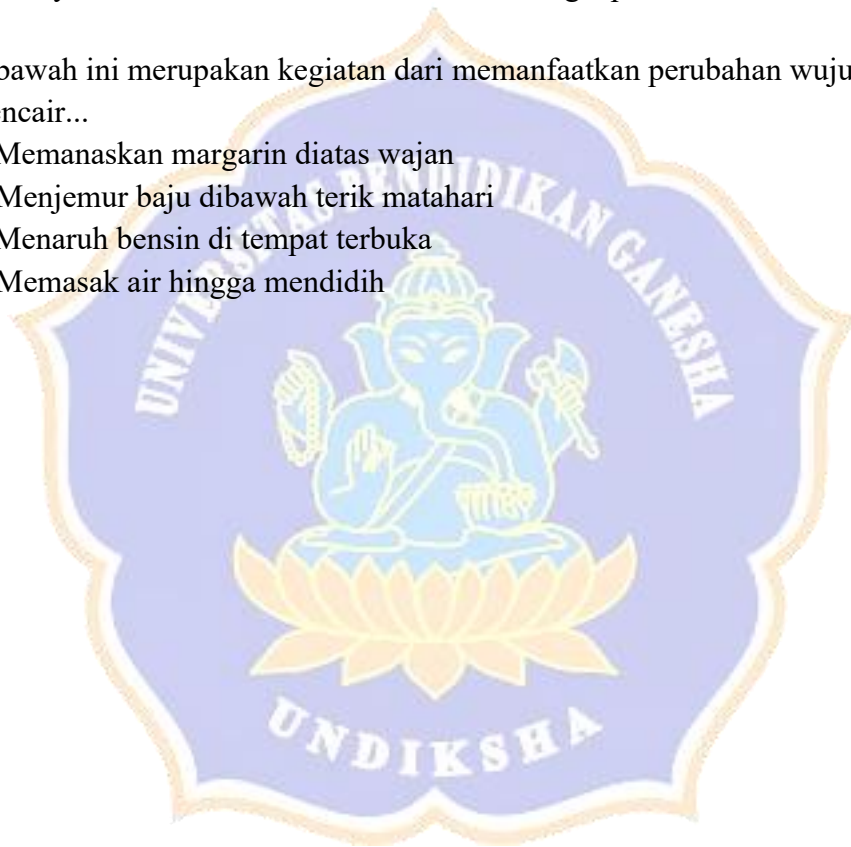 bawah ini merupakan kegiatan dari memanfaatkan perubahan wuju
ncair...
Memanaskan margarin diatas wajan
Menjemur baju dibawah terik matahari
Menaruh bensin di tempat terbuka
Memasak air hingga mendidih
UNIVERSITAS PENDIDIKAN GANESHA
UNDIKSHA